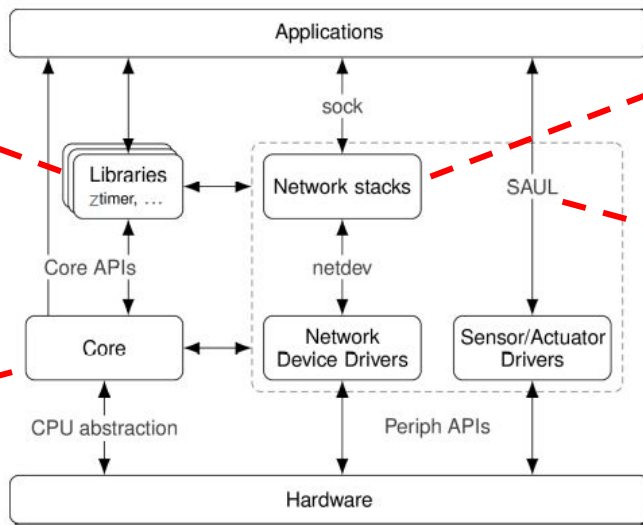 Applications
sock
Libraries
ztimer, ...
Network stacks
SAUL
Core APIs
netdev
Core
Network
Device Drivers
Sensor/Actuator
Drivers
CPU abstraction
Periph APIs
Hardware